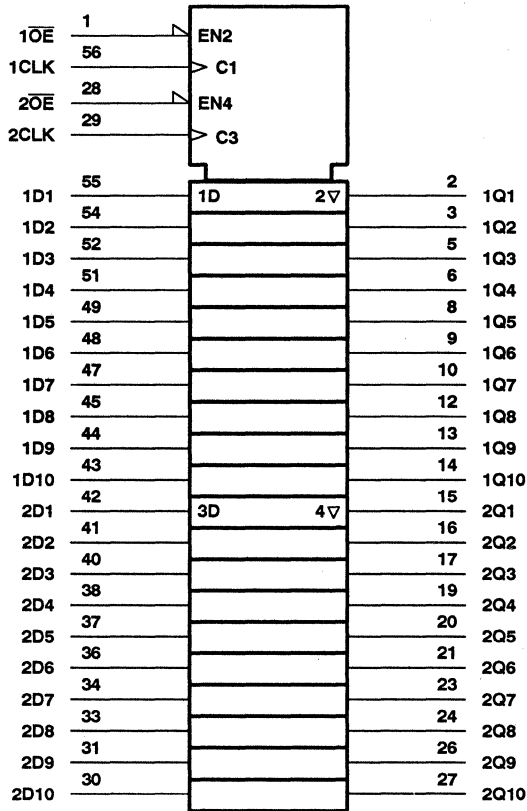 1O̅E̅ 1 EN2
1CLK 56 C1
2O̅E̅ 28 EN4
2CLK 29 C3
1D1 55 1D 2▽ 2 1Q1
1D2 54 3 1Q2
1D3 52 5 1Q3
1D4 51 6 1Q4
1D5 49 8 1Q5
1D6 48 9 1Q6
1D7 47 10 1Q7
1D8 45 12 1Q8
1D9 44 13 1Q9
1D10 43 14 1Q10
2D1 42 3D 4▽ 15 2Q1
2D2 41 16 2Q2
2D3 40 17 2Q3
2D4 38 19 2Q4
2D5 37 20 2Q5
2D6 36 21 2Q6
2D7 34 23 2Q7
2D8 33 24 2Q8
2D9 31 26 2Q9
2D10 30 27 2Q10